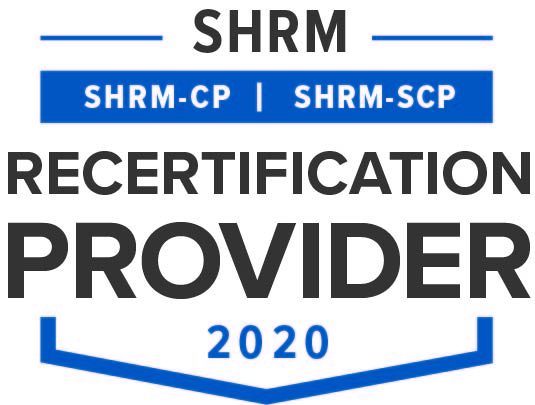 SHRM
SHRM-CP | SHRM-SCP
RECERTIFICATION
PROVIDER
2020